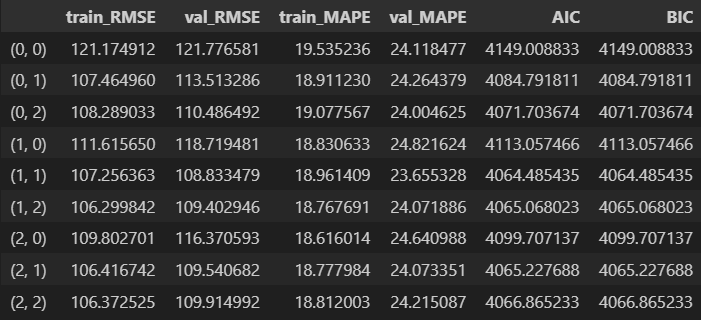 train_RMSE val_RMSE train_MAPE val_MAPE AIC BIC
(0, 0) 121.174912 121.776581 19.535236 24.118477 4149.008833 4149.008833
(0, 1) 107.464960 113.513286 18.911230 24.264379 4084.791811 4084.791811
(0, 2) 108.289033 110.486492 19.077567 24.004625 4071.703674 4071.703674
(1, 0) 111.615650 118.719481 18.830633 24.821624 4113.057466 4113.057466
(1, 1) 107.256363 108.833479 18.961409 23.655328 4064.485435 4064.485435
(1, 2) 106.299842 109.402946 18.767691 24.071886 4065.068023 4065.068023
(2, 0) 109.802701 116.370593 18.616014 24.640988 4099.707137 4099.707137
(2, 1) 106.416742 109.540682 18.777984 24.073351 4065.227688 4065.227688
(2, 2) 106.372525 109.914992 18.812003 24.215087 4066.865233 4066.865233